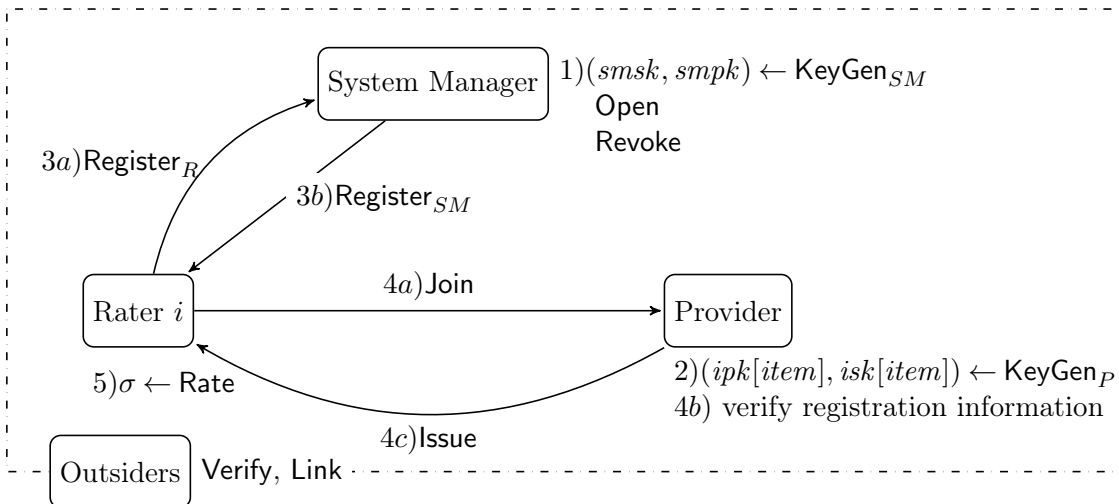 System Manager
1)(smsk, smpk) ← KeyGen_SM
Open
Revoke
3a)Register_R
3b)Register_SM
4a)Join
Rater i
Provider
5)σ ← Rate
2)(ipk[item], isk[item]) ← KeyGen_P
4b) verify registration information
4c)Issue
Outsiders
Verify, Link